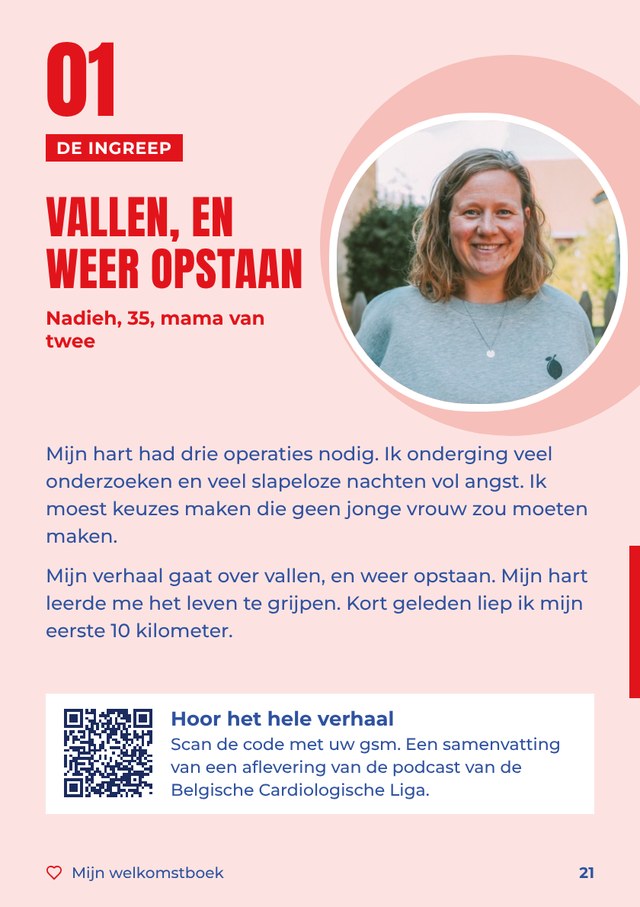 01
DE INGREEP
VALLEN, EN
WEER OPSTAAN
Nadieh, 35, mama van
twee
Mijn hart had drie operaties nodig. Ik onderging veel
onderzoeken en veel slapeloze nachten vol angst. Ik
moest keuzes maken die geen jonge vrouw zou moeten
maken.
Mijn verhaal gaat over vallen, en weer opstaan. Mijn hart
leerde me het leven te grijpen. Kort geleden liep ik mijn
eerste 10 kilometer.
Hoor het hele verhaal
Scan de code met uw gsm. Een samenvatting
van een aflevering van de podcast van de
Belgische Cardiologische Liga.
Mijn welkomstboek
21